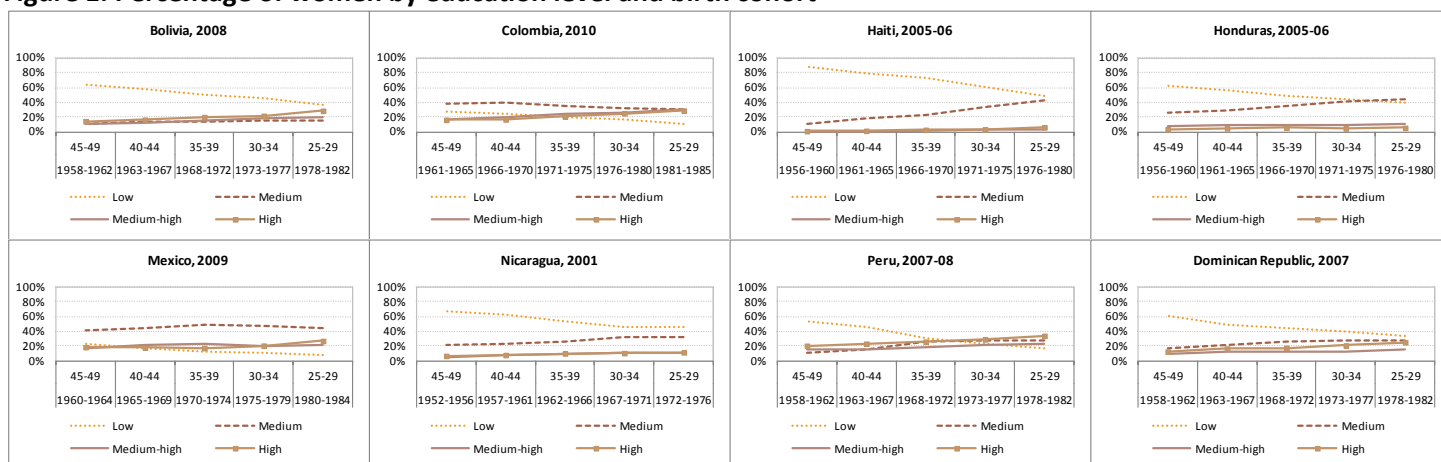 Figure Percentage of women by education level and birth cohort
Bolivia, 2008
100%
80%
60%
40%
20%
0%
45-49 40-44 35-39 30-34 25-29
1958-1962 1963-1967 1968-1972 1973-1977 1978-1982
Low Medium
Medium-high High
Colombia, 2010
100%
80%
60%
40%
20%
0%
45-49 40-44 35-39 30-34 25-29
1961-1965 1966-1970 1971-1975 1976-1980 1981-1985
Low Medium
Medium-high High
Haiti, 2005-06
100%
80%
60%
40%
20%
0%
45-49 40-44 35-39 30-34 25-29
1956-1960 1961-1965 1966-1970 1971-1975 1976-1980
Low Medium
Medium-high High
Honduras, 2005-06
100%
80%
60%
40%
20%
0%
45-49 40-44 35-39 30-34 25-29
1956-1960 1961-1965 1966-1970 1971-1975 1976-1980
Low Medium
Medium-high High
Mexico, 2009
100%
80%
60%
40%
20%
0%
45-49 40-44 35-39 30-34 25-29
1960-1964 1965-1969 1970-1974 1975-1979 1980-1984
Low Medium
Medium-high High
Nicaragua, 2001
100%
80%
60%
40%
20%
0%
45-49 40-44 35-39 30-34 25-29
1952-1956 1957-1961 1962-1966 1967-1971 1972-1976
Low Medium
Medium-high High
Peru, 2007-08
100%
80%
60%
40%
20%
0%
45-49 40-44 35-39 30-34 25-29
1958-1962 1963-1967 1968-1972 1973-1977 1978-1982
Low Medium
Medium-high High
Dominican Republic, 2007
100%
80%
60%
40%
20%
0%
45-49 40-44 35-39 30-34 25-29
1958-1962 1963-1967 1968-1972 1973-1977 1978-1982
Low Medium
Medium-high High